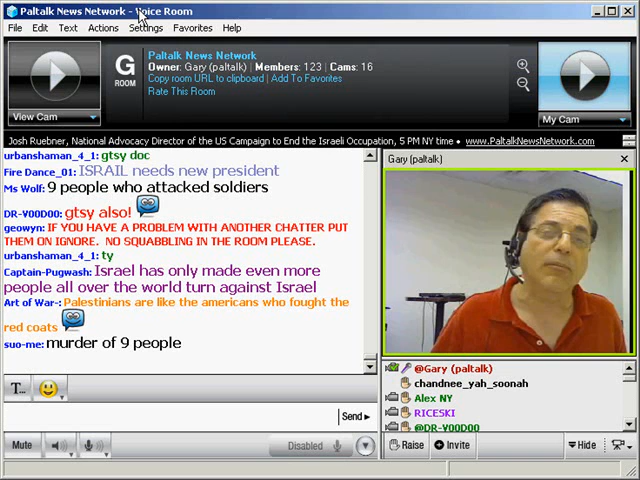 Paltalk News Network - Voice Room
File Edit Text Actions Settings Favorites Help
View Cam
G
ROOM
Paltalk News Network
Owner: Gary (paltalk) | Members: 123 | Cams: 16
Copy room URL to clipboard | Add To Favorites
Rate This Room
My Cam
Josh Ruebner, National Advocacy Director of the US Campaign to End the Israeli Occupation, 5 PM NY time • www.PaltalkNewsNetwork.com
urbanshaman_4_1: gtsy doc
Fire Dance_01: ISRAIL needs new president
Ms Wolf: 9 people who attacked soldiers
DR-V00D00: gtsy also!
geowyn: IF YOU HAVE A PROBLEM WITH ANOTHER CHATTER PUT
THEM ON IGNORE. NO SQUABBLING IN THE ROOM PLEASE.
urbanshaman_4_1: ty
Captain-Pugwash: Israel has only made even more
people all over the world turn against Israel
Art of War-: Palestinians are like the americans who fought the
red coats
suo-me: murder of 9 people
Gary (paltalk)
@Gary (paltalk)
chandnee_yah_soonah
Alex NY
RICESKI
@DR-V00D00
T...
Send
Mute
Disabled
Raise
Invite
Hide